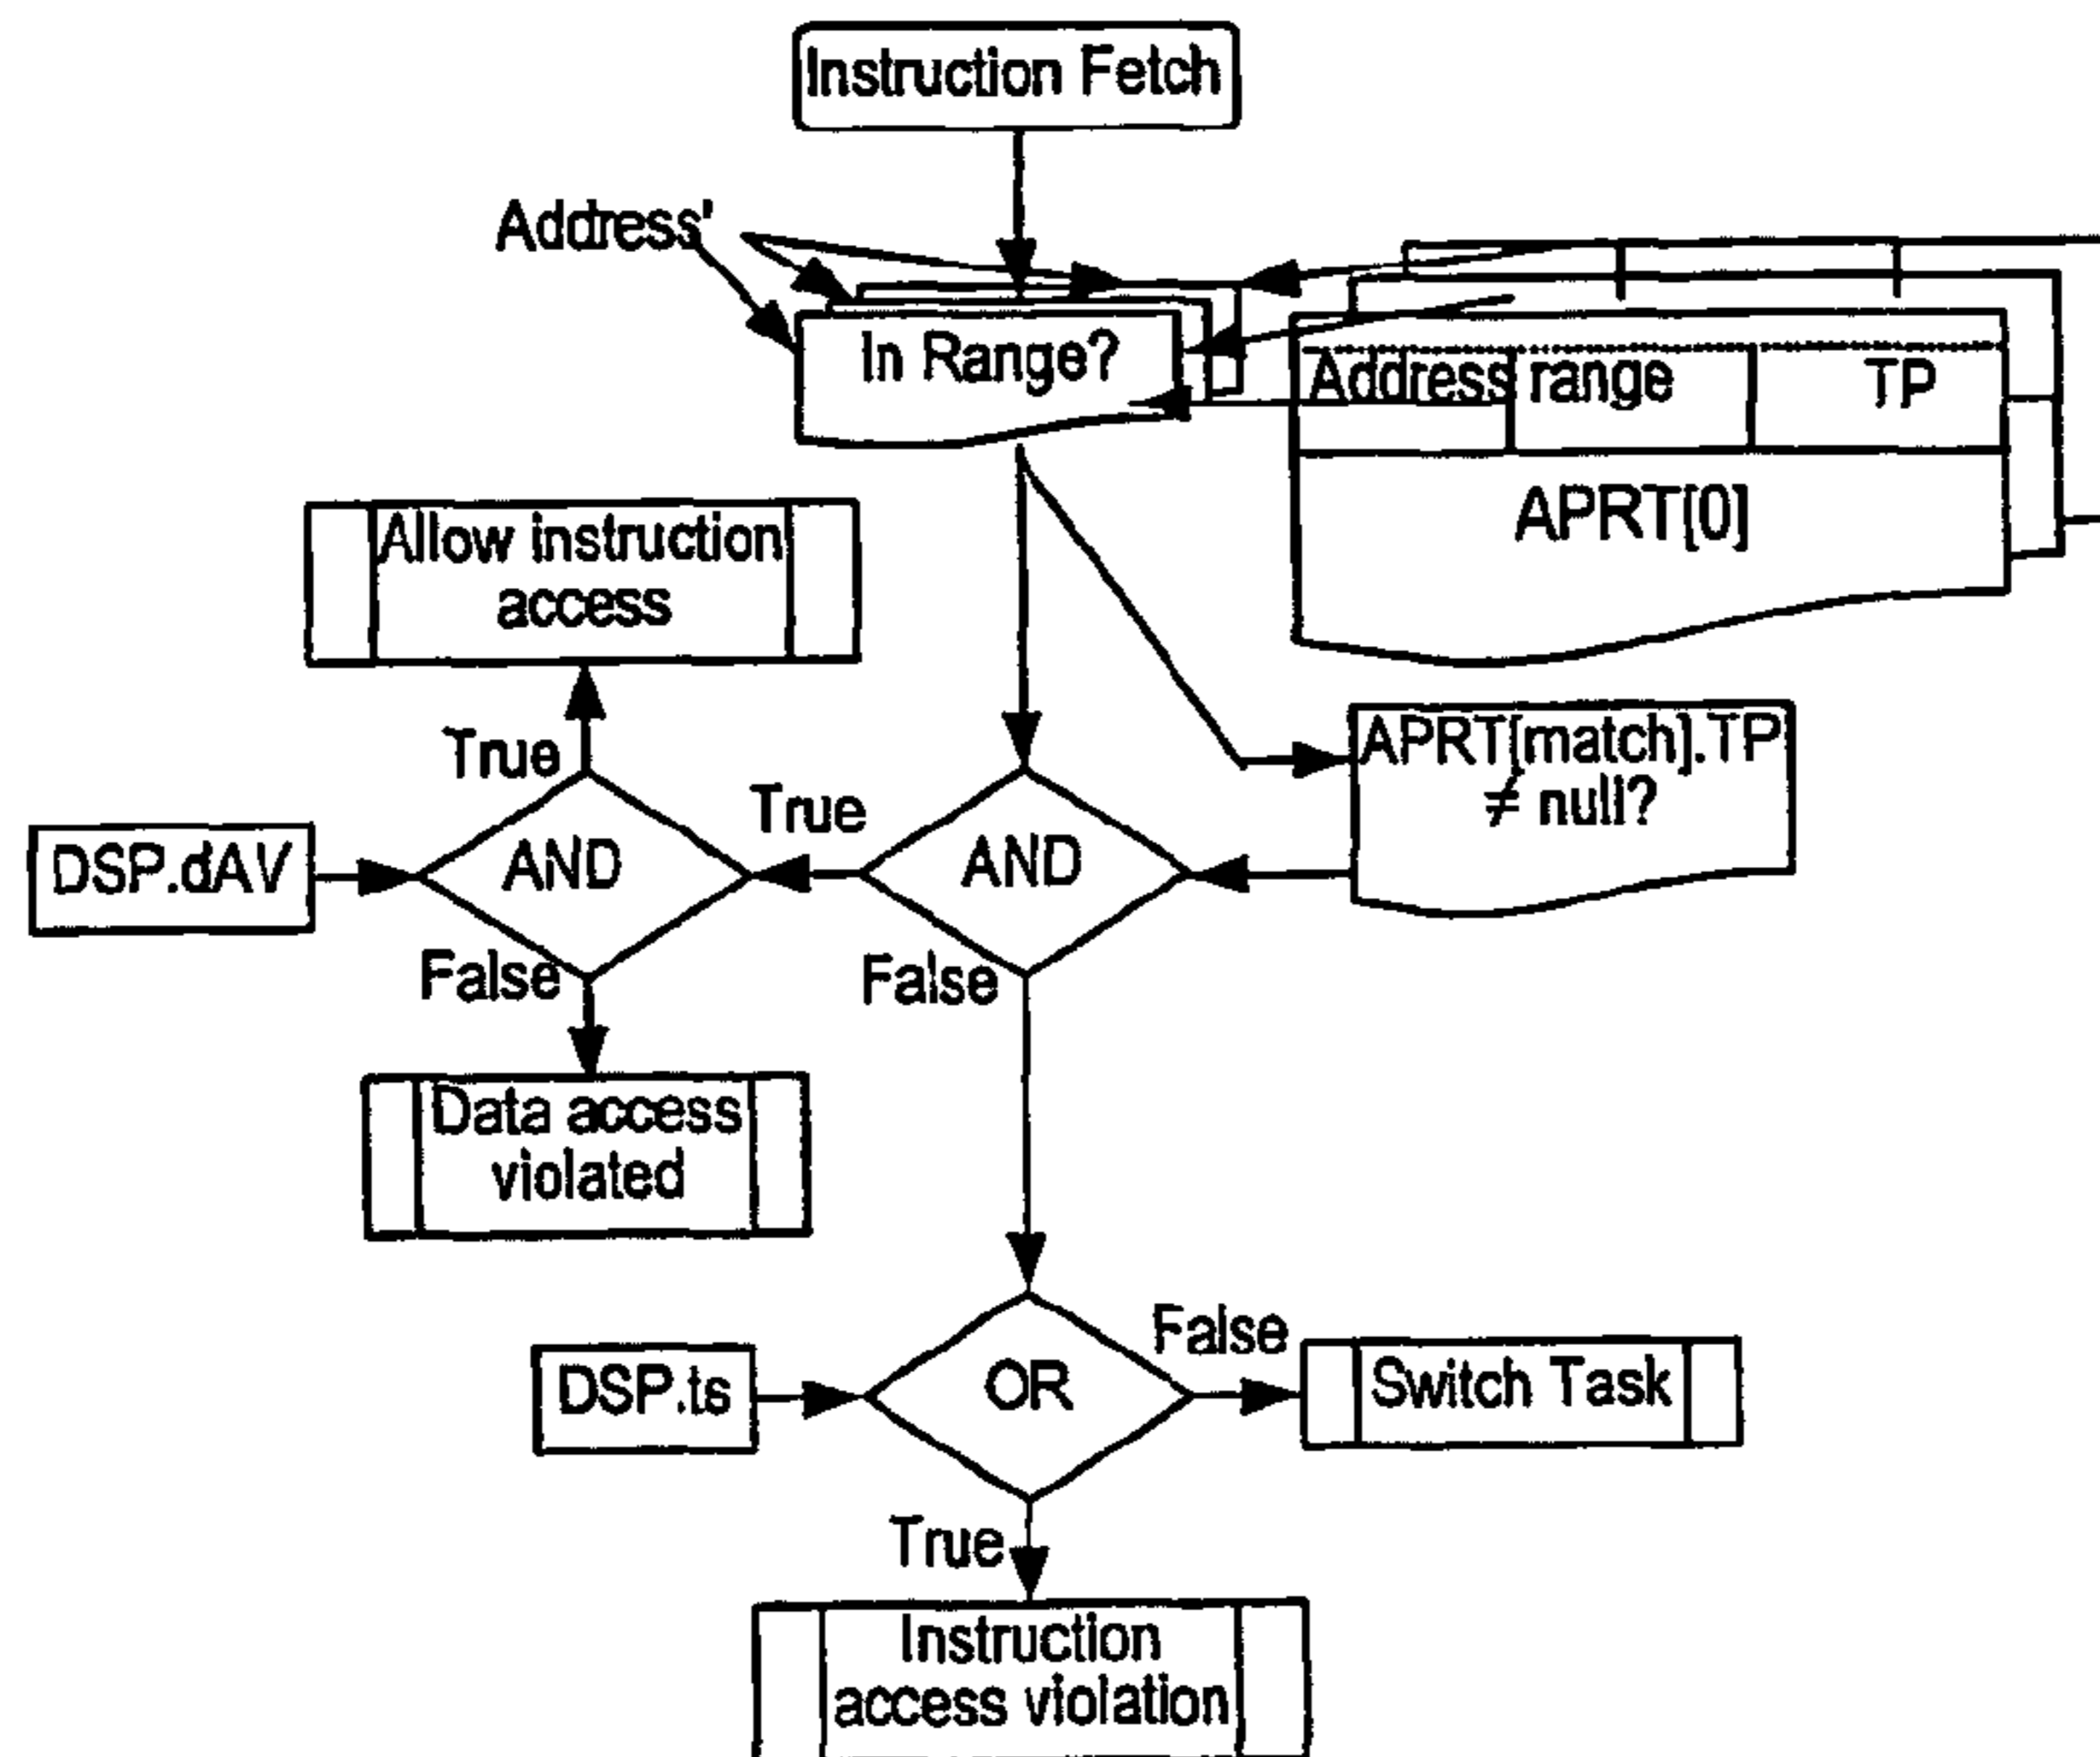 Instruction Fetch
Address'
In Range?
Address range
TP
APRT[0]
Allow instruction
access
APRT[match].TP
≠ null?
True
True
DSP.dAV
AND
AND
False
False
Data access
violated
False
DSP.ts
OR
Switch Task
True
Instruction
access violation